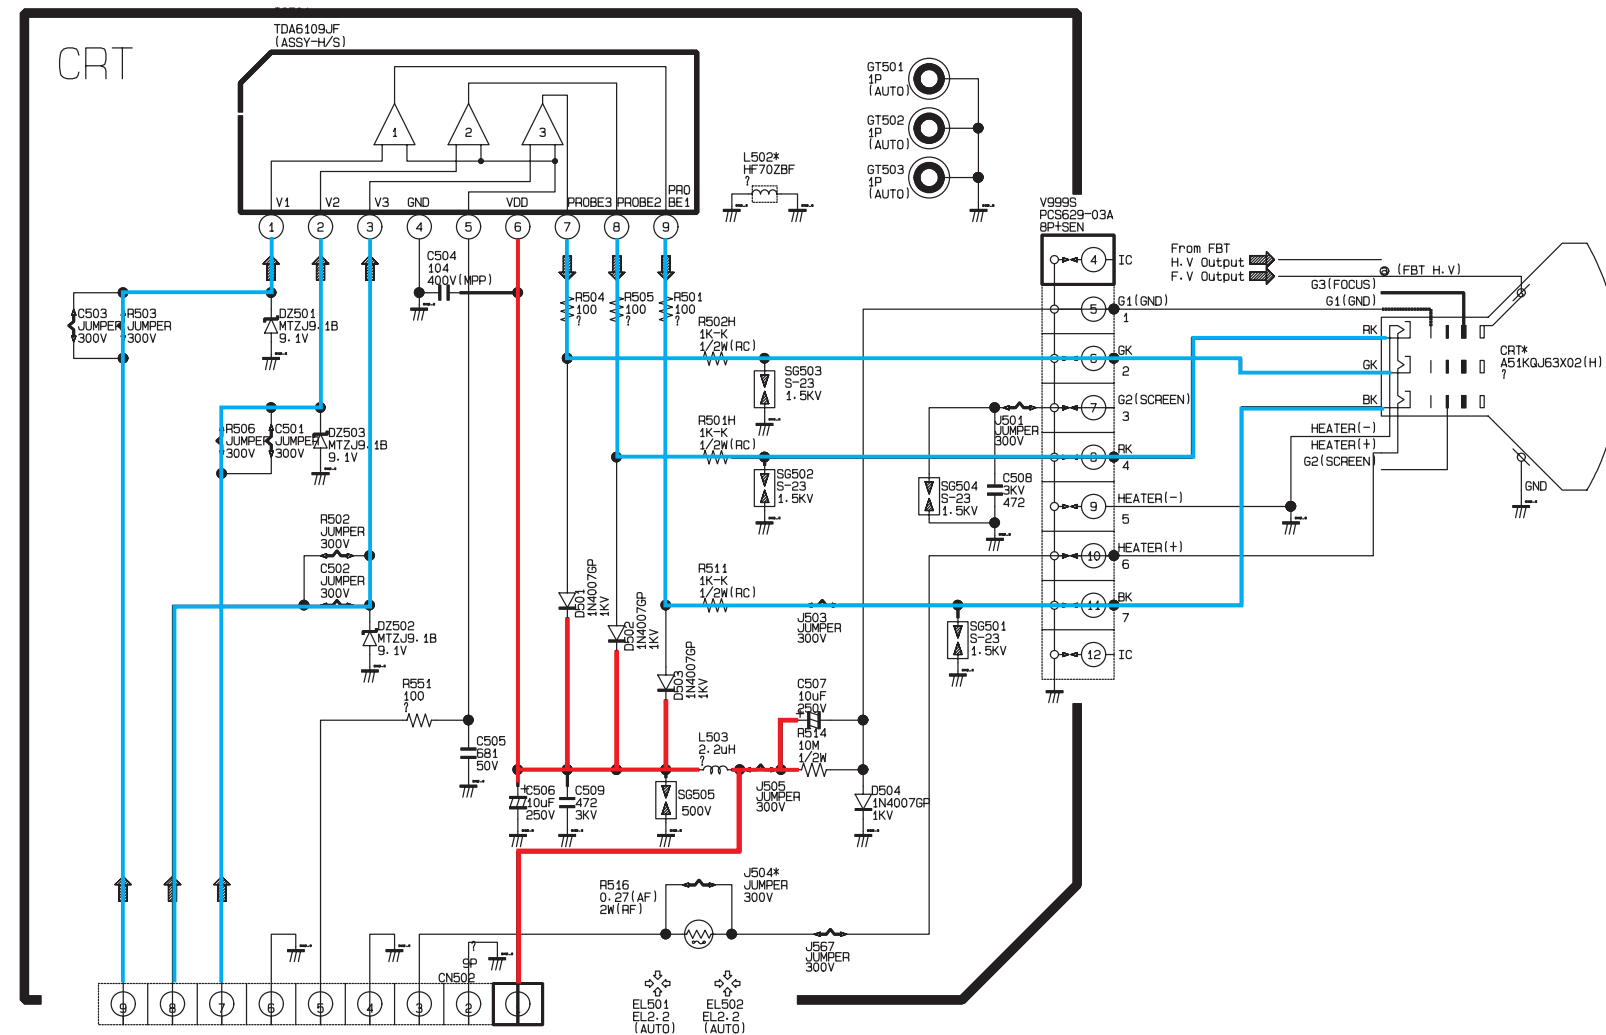 TDA6109JF
(ASSY-H/S)
CRT
1
2
3
V1
V2
V3
GND
VDD
PROBE3
PROBE2
PRO
BE1
1
2
3
4
5
6
7
8
9
GT501
1P
(AUTO)
GT502
1P
(AUTO)
GT503
1P
(AUTO)
L502*
HF70ZBF
?
V999S
PCS629-03A
8P+SEN
4
IC
5
G1(GND)
1
6
GK
2
7
G2(SCREEN)
3
8
RK
4
9
HEATER(-)
5
10
HEATER(+)
6
11
BK
7
12
IC
From FBT
H.V Output
F.V Output
(FBT H.V)
G3(FOCUS)
G1(GND)
RK
GK
BK
HEATER(-)
HEATER(+)
G2(SCREEN)
CRT*
A51KQJ63X02(H)
?
GND
C503
JUMPER
300V
R503
JUMPER
300V
DZ501
MTZJ9.1B
9.1V
C504
104
400V(MPP)
R504
100
?
R505
100
?
R501
100
?
R502H
1K-K
1/2W(RC)
SG503
S-23
1.5KV
R506
JUMPER
300V
C501
JUMPER
300V
DZ503
MTZJ9.1B
9.1V
R501H
1K-K
1/2W(RC)
SG502
S-23
1.5KV
J501
JUMPER
300V
SG504
S-23
1.5KV
C508
3KV
472
R502
JUMPER
300V
C502
JUMPER
300V
DZ502
MTZJ9.1B
9.1V
D501
1N4007GP
1KV
D502
1N4007GP
1KV
D503
1N4007GP
1KV
R511
1K-K
1/2W(RC)
J503
JUMPER
300V
SG501
S-23
1.5KV
R551
100
?
C505
681
50V
L503
2.2uH
?
C507
10uF
250V
+
R514
10M
1/2W
C506
10uF
250V
+
C509
472
3KV
SG505
500V
J505
JUMPER
300V
D504
1N4007GP
1KV
R516
0.27(AF)
2W(RF)
J504*
JUMPER
300V
J567
JUMPER
300V
?
9P
CN502
9
8
7
6
5
4
3
2
1
EL501
EL2.2
(AUTO)
EL502
EL2.2
(AUTO)